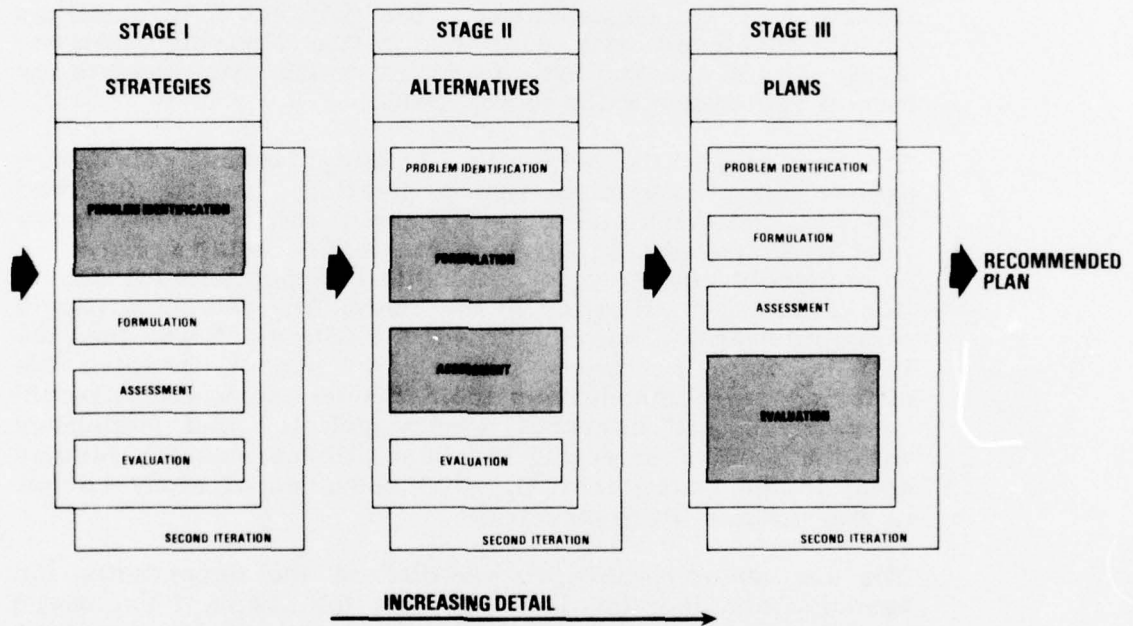 STAGE I
STRATEGIES
PROBLEM IDENTIFICATION
FORMULATION
ASSESSMENT
EVALUATION
SECOND ITERATION
STAGE II
ALTERNATIVES
PROBLEM IDENTIFICATION
FORMULATION
ASSESSMENT
EVALUATION
SECOND ITERATION
STAGE III
PLANS
PROBLEM IDENTIFICATION
FORMULATION
ASSESSMENT
EVALUATION
SECOND ITERATION
RECOMMENDED
PLAN
INCREASING DETAIL